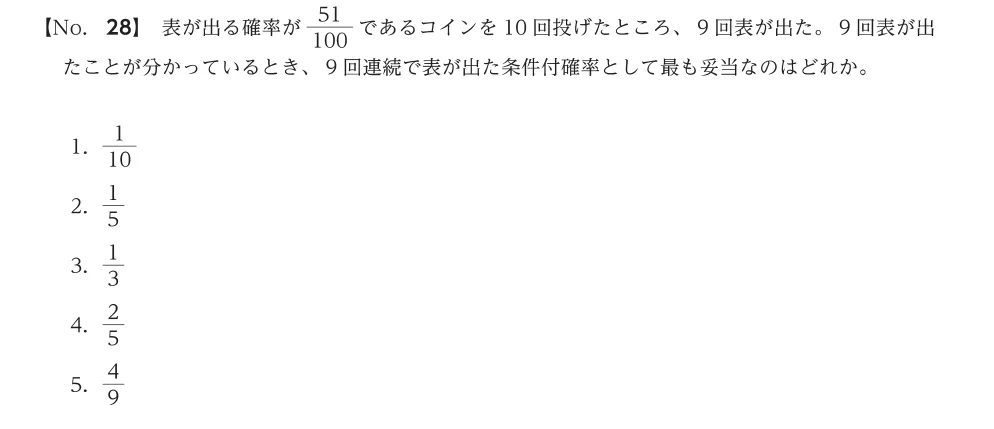 【No. 28】 表が出る確率が 51/100 であるコインを 10 回投げたところ、9 回表が出た。9 回表が出
たことが分かっているとき、9 回連続で表が出た条件付確率として最も妥当なのはどれか。
1. 1/10
2. 1/5
3. 1/3
4. 2/5
5. 4/9